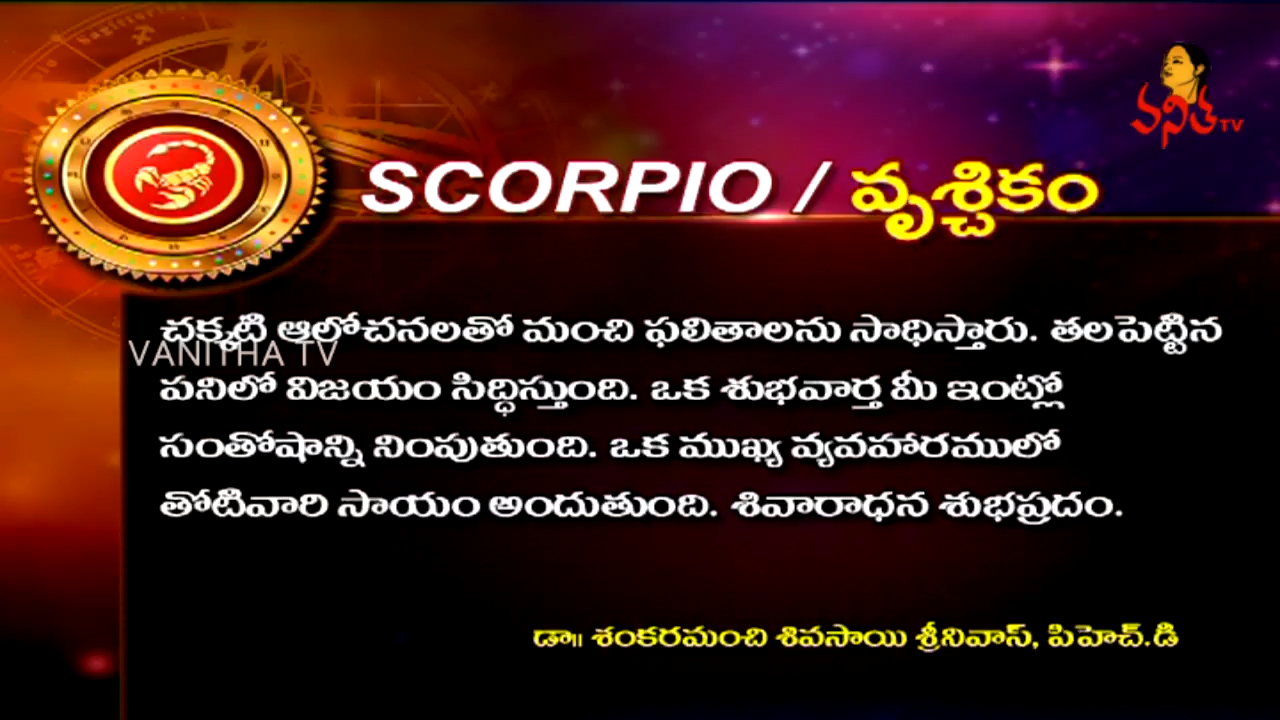 వనిత TV
SCORPIO / వృశ్చికం
చక్కటి ఆలోచనలతో మంచి ఫలితాలను సాధిస్తారు. తలపెట్టిన
VANITHA TV
పనిలో విజయం సిద్ధిస్తుంది. ఒక శుభవార్త మీ ఇంట్లో
సంతోషాన్ని నింపుతుంది. ఒక ముఖ్య వ్యవహారములో
తోటివారి సాయం అందుతుంది. శివారాధన శుభప్రదం.
డా॥ శంకరమంచి శివసాయి శ్రీనివాస్, పిహెచ్.డి